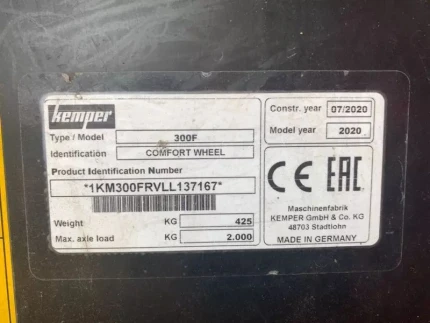 kemper
Constr. year 07/2020
Model year 2020
Type / Model 300F
Identification COMFORT WHEEL
Product Identification Number
*1KM300FRVLL137167*
Weight KG 425
Max. axle load KG 2.000
CE EAC
Maschinenfabrik
KEMPER GmbH & Co. KG
48703 Stadtlohn
MADE IN GERMANY